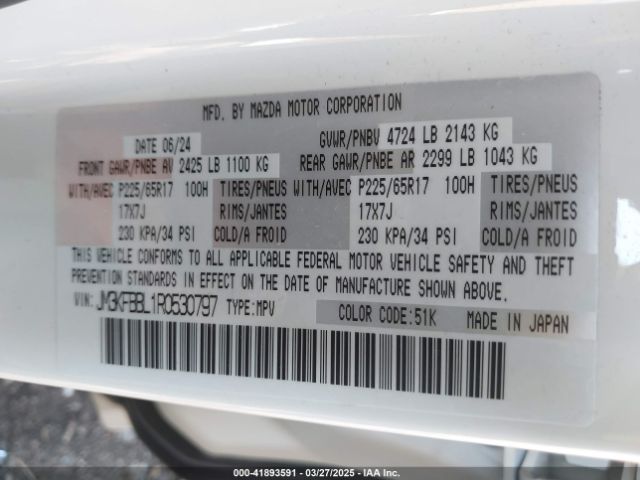 MFD. BY MAZDA MOTOR CORPORATION
DATE 06/24 GVWR/PNBV 4724 LB 2143 KG
FRONT GAWR/PNBE AV 2425 LB 1100 KG REAR GAWR/PNBE AR 2299 LB 1043 KG
WITH/AVEC P225/65R17 100H TIRES/PNEUS WITH/AVEC P225/65R17 100H TIRES/PNEUS
17X7J RIMS/JANTES 17X7J RIMS/JANTES
230 KPA/34 PSI COLD/A FROID 230 KPA/34 PSI COLD/A FROID
THIS VEHICLE CONFORMS TO ALL APPLICABLE FEDERAL MOTOR VEHICLE SAFETY AND THEFT
PREVENTION STANDARDS IN EFFECT ON THE DATE OF MANUFACTURE SHOWN ABOVE.
VIN: JM3KFBBL1R0530797 TYPE:MPV COLOR CODE:51K MADE IN JAPAN
000-41893591 - 03/27/2025 - IAA Inc.